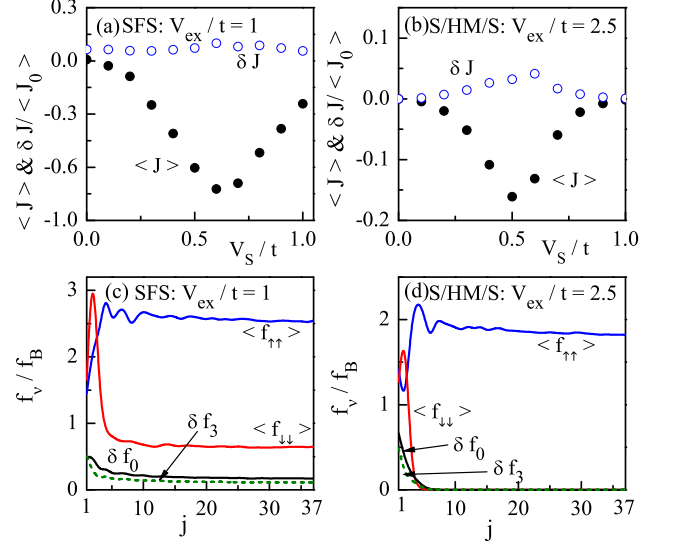 (a) SFS: V_ex / t = 1
<J> & δ J / <J_0>
0.3
0.0
-0.3
-0.6
-1.0
δ J
< J >
0.0 0.5 1.0
V_S / t
(b) S/HM/S: V_ex / t = 2.5
< J > & δ J / < J_0 >
0.1
0.0
-0.1
-0.2
δ J
< J >
0.0 0.5 1.0
V_S / t
(c) SFS: V_ex / t = 1
f_ν / f_B
3
2
1
0
< f_↑↑ >
< f_↓↓ >
δ f_3
δ f_0
1 10 20 30 37
j
(d) S/HM/S: V_ex / t = 2.5
f_ν / f_B
2
1
0
< f_↑↑ >
< f_↓↓ >
δ f_0
δ f_3
1 10 20 30 37
j